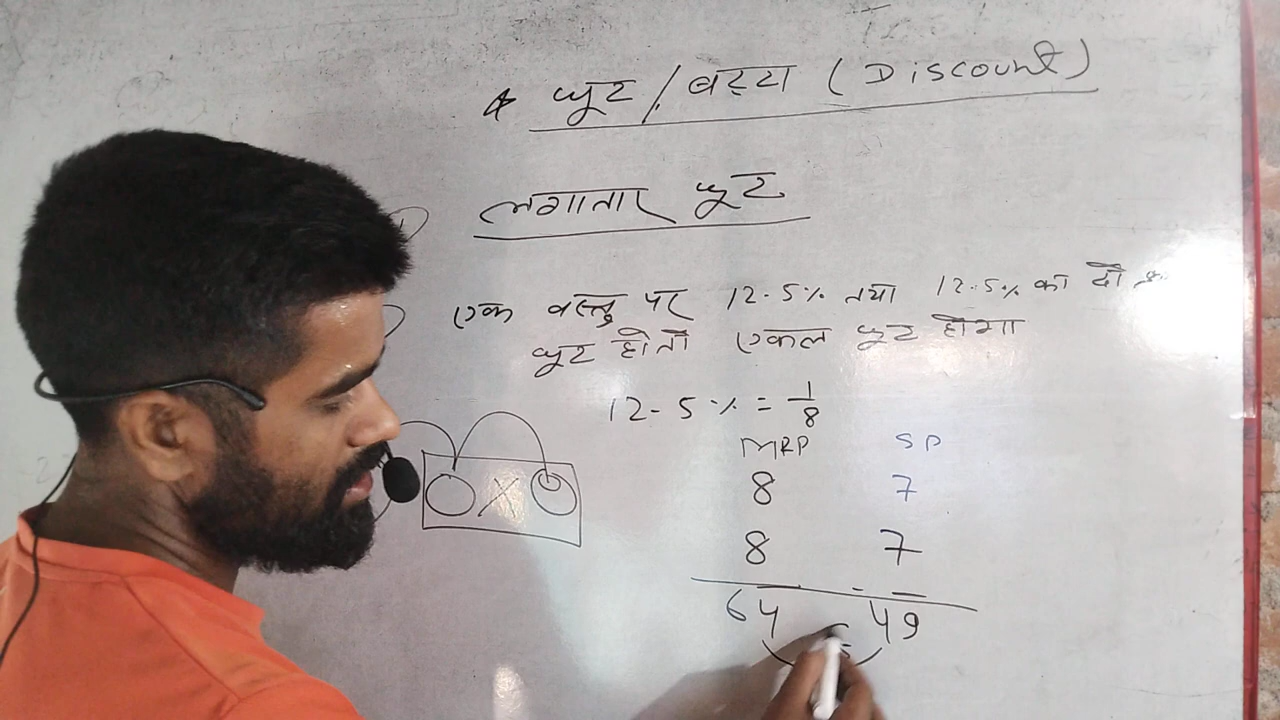 * छूट / बट्टा ( Discount )
लगातार छूट
एक वस्तु पर 12.5% तथा 12.5% की दो
छूट हो तो एकल छूट होगा
12.5% = 1/8
MRP SP
8 7
8 7
64 49